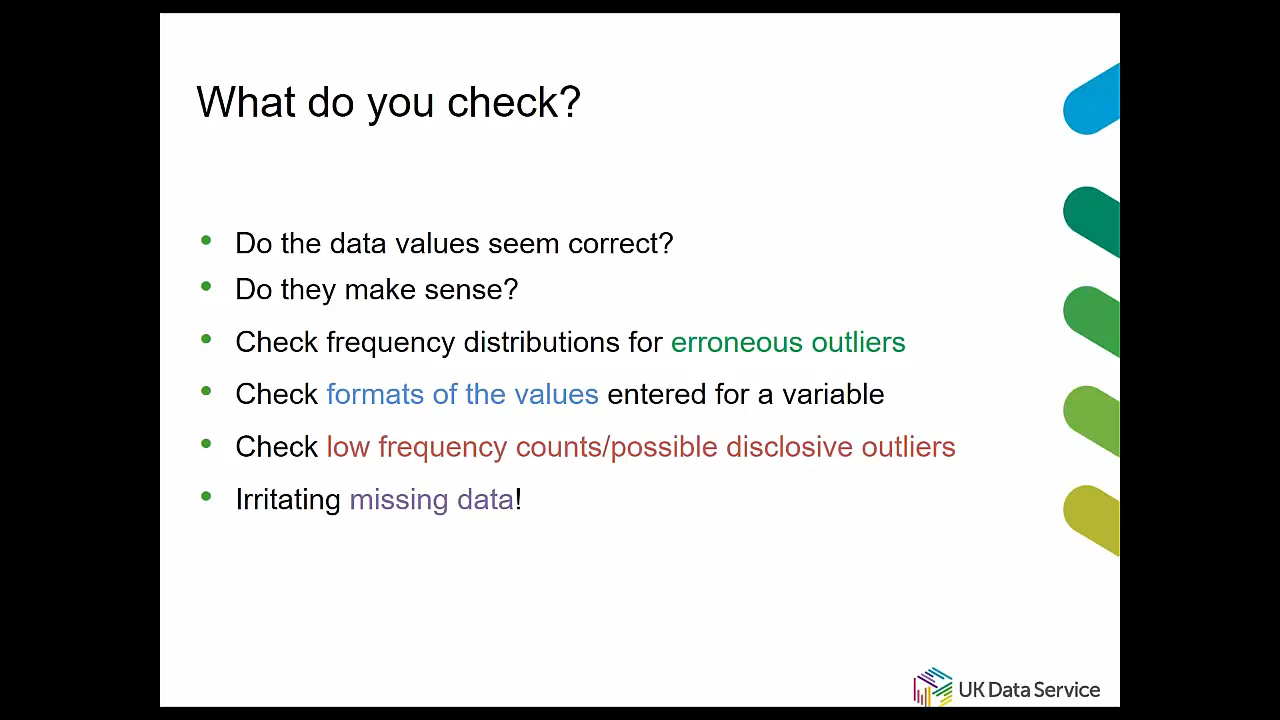 What do you check?
• Do the data values seem correct?
• Do they make sense?
• Check frequency distributions for erroneous outliers
• Check formats of the values entered for a variable
• Check low frequency counts/possible disclosive outliers
• Irritating missing data!
UK Data Service